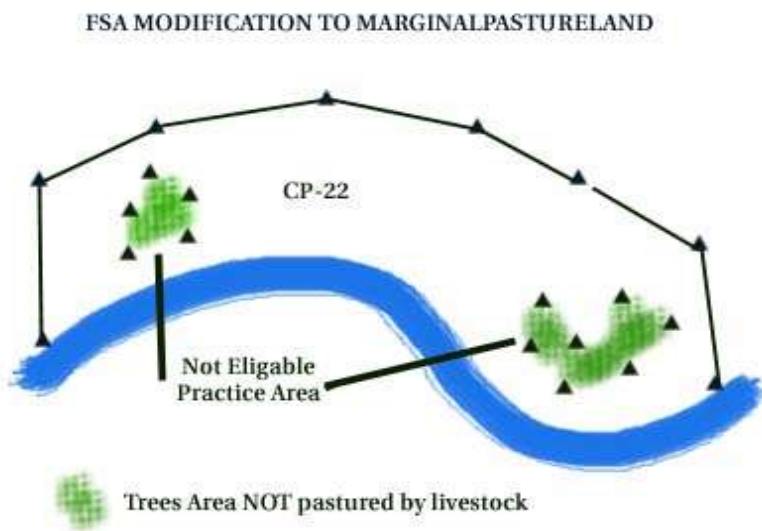 FSA MODIFICATION TO MARGINALPASTURELAND
CP-22
Not Eligable
Practice Area
Trees Area NOT pastured by livestock